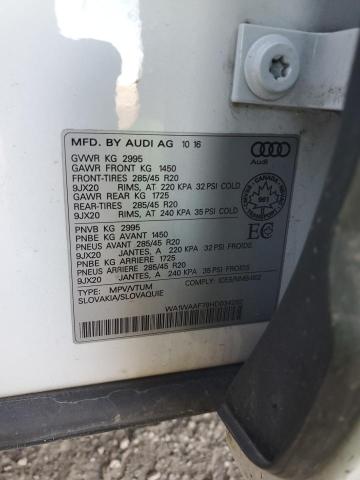 MFD. BY AUDI AG 10 16
GVWR KG 2995
GAWR FRONT KG 1450
FRONT-TIRES 285/45 R20
9JX20 RIMS, AT 220 KPA 32 PSI COLD
GAWR REAR KG 1725
REAR-TIRES 285/45 R20
9JX20 RIMS, AT 240 KPA 35 PSI COLD
Audi
PNVB KG 2995
PNBE KG AVANT 1450
PNEUS AVANT 285/45 R20
9JX20 JANTES, A 220 KPA 32 PSI FROIDS
PNBE KG ARRIERE 1725
PNEUS ARRIERE 285/45 R20
9JX20 JANTES, A 240 KPA 35 PSI FROIDS
EC
TYPE: MPV/VTUM COMPLY:
SLOVAKIA/SLOVAQUIE